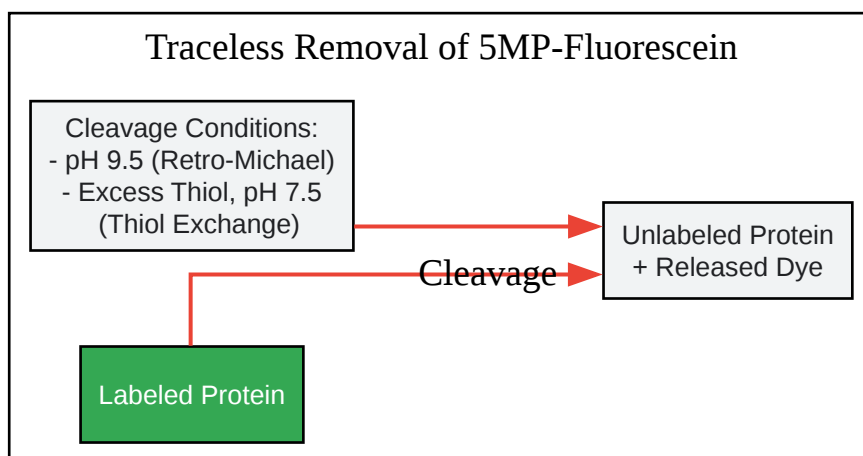 Traceless Removal of 5MP-Fluorescein
Cleavage Conditions:
- pH 9.5 (Retro-Michael)
- Excess Thiol, pH 7.5
(Thiol Exchange)
Unlabeled Protein
+ Released Dye
Cleavage
Labeled Protein